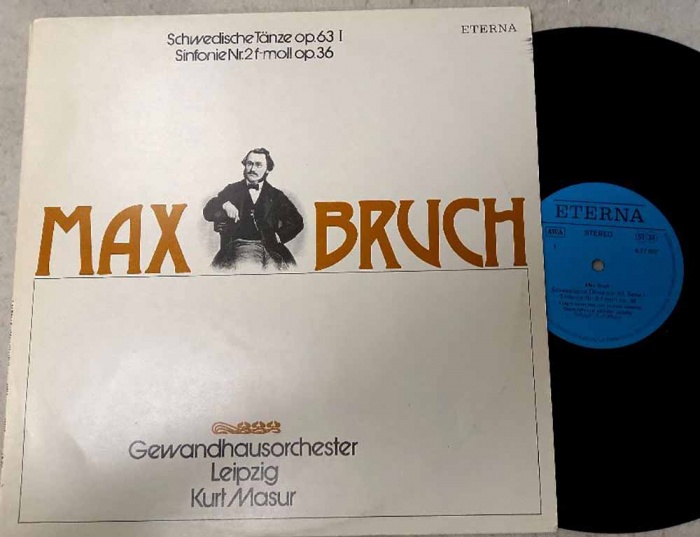 Schwedische Tänze op. 63 I
Sinfonie Nr. 2 f-moll op 36
ETERNA
MAX BRUCH
Gewandhausorchester
Leipzig
Kurt Masur
ETERNA
STEREO